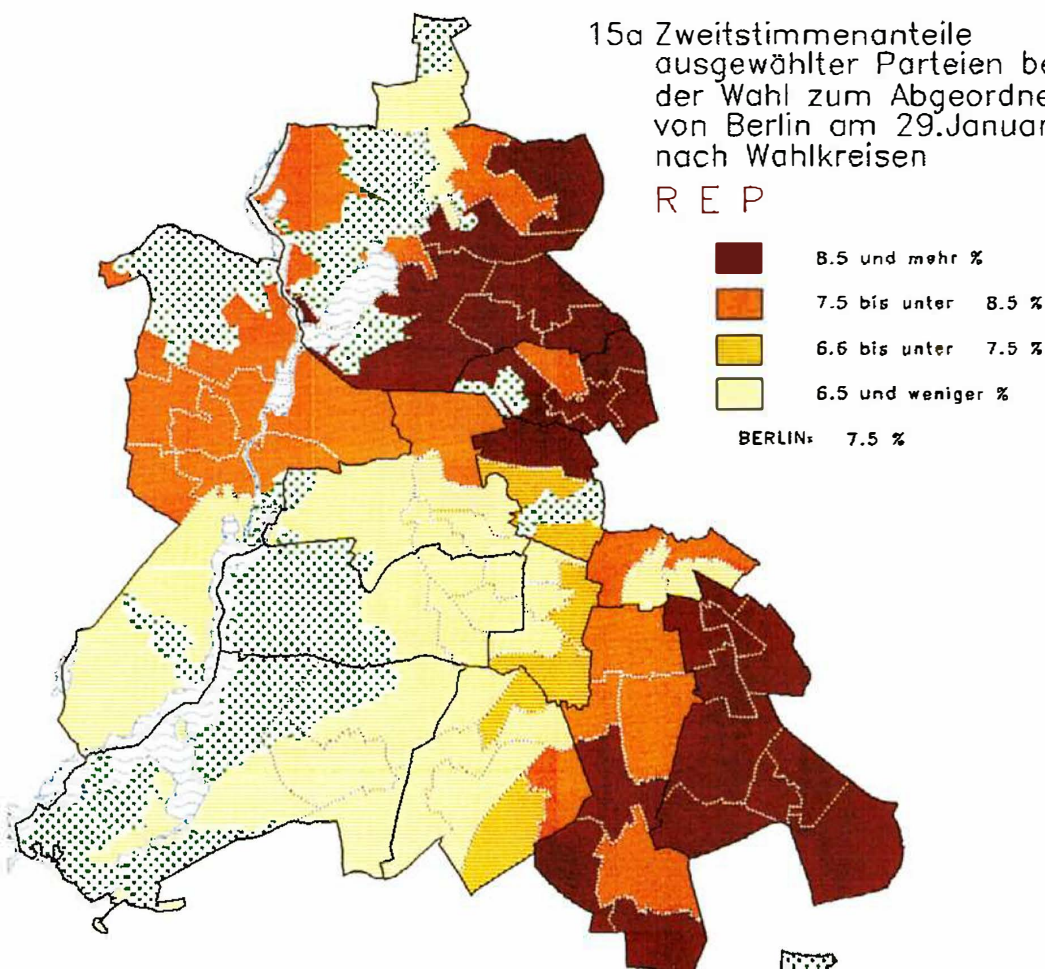 15a Zweitstimmenanteile
ausgewählter Parteien be
der Wahl zum Abgeordne
von Berlin am 29.Januar
nach Wahlkreisen
R E P
8.5 und mehr %
7.5 bis unter 8.5 %
6.6 bis unter 7.5 %
6.5 und weniger %
BERLIN: 7.5 %